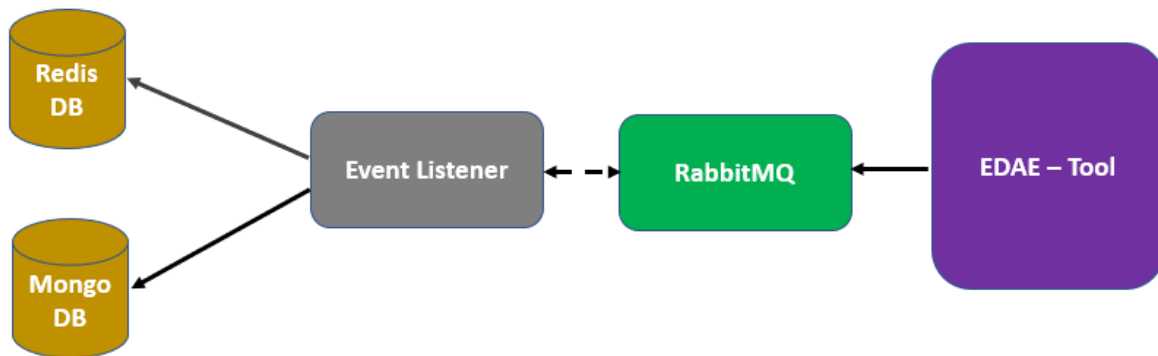 Redis
DB
Event Listener
RabbitMQ
EDAE – Tool
Mongo
DB